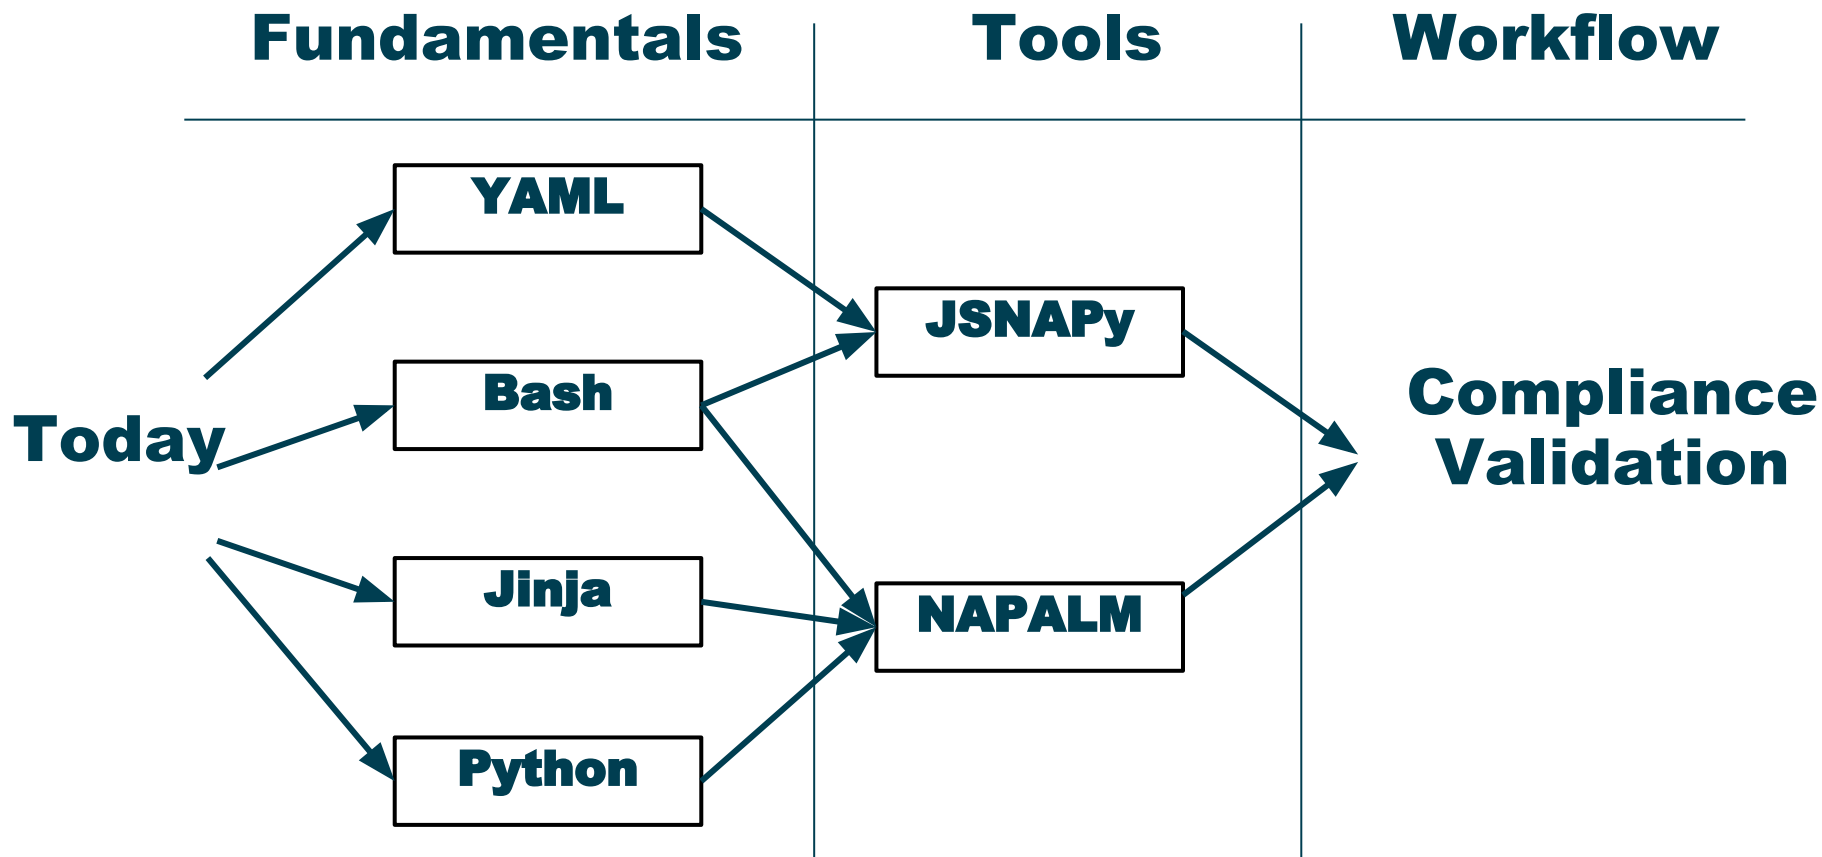 Fundamentals
Tools
Workflow
YAML
JSNAPy
Bash
Today
Compliance
Validation
Jinja
NAPALM
Python